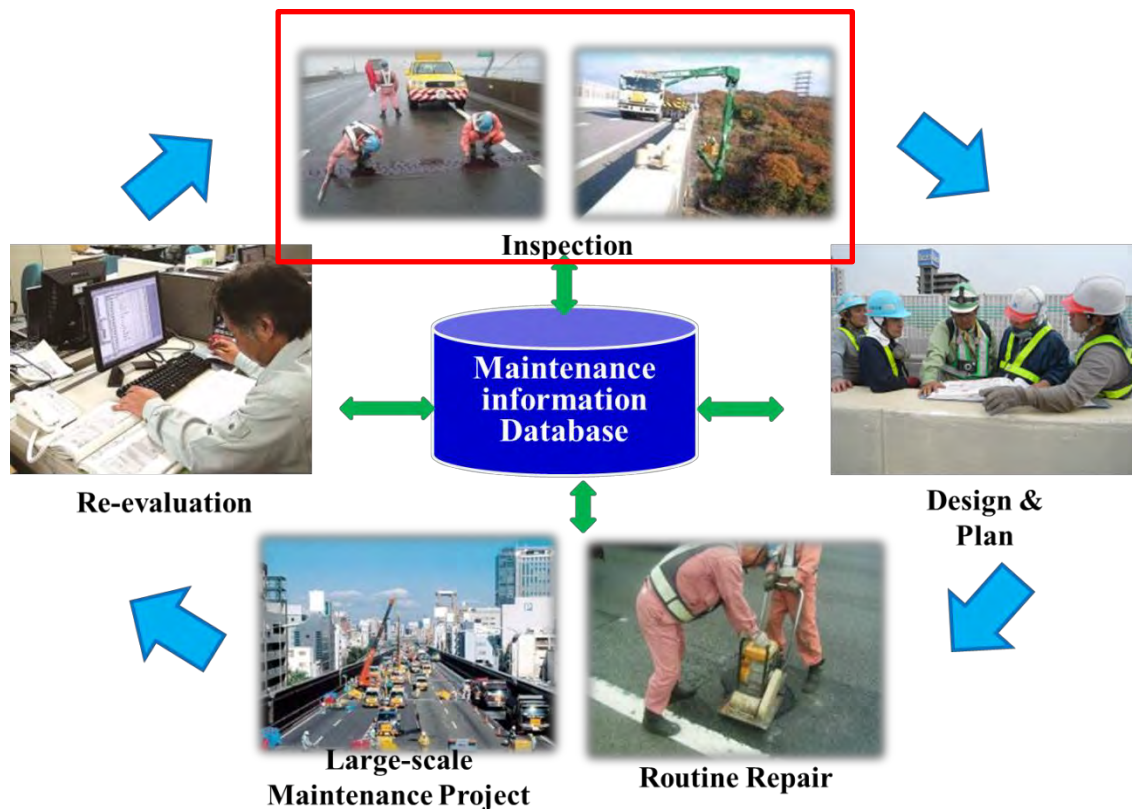 Inspection
Maintenance
information
Database
Re-evaluation
Design &
Plan
Large-scale
Maintenance Project
Routine Repair